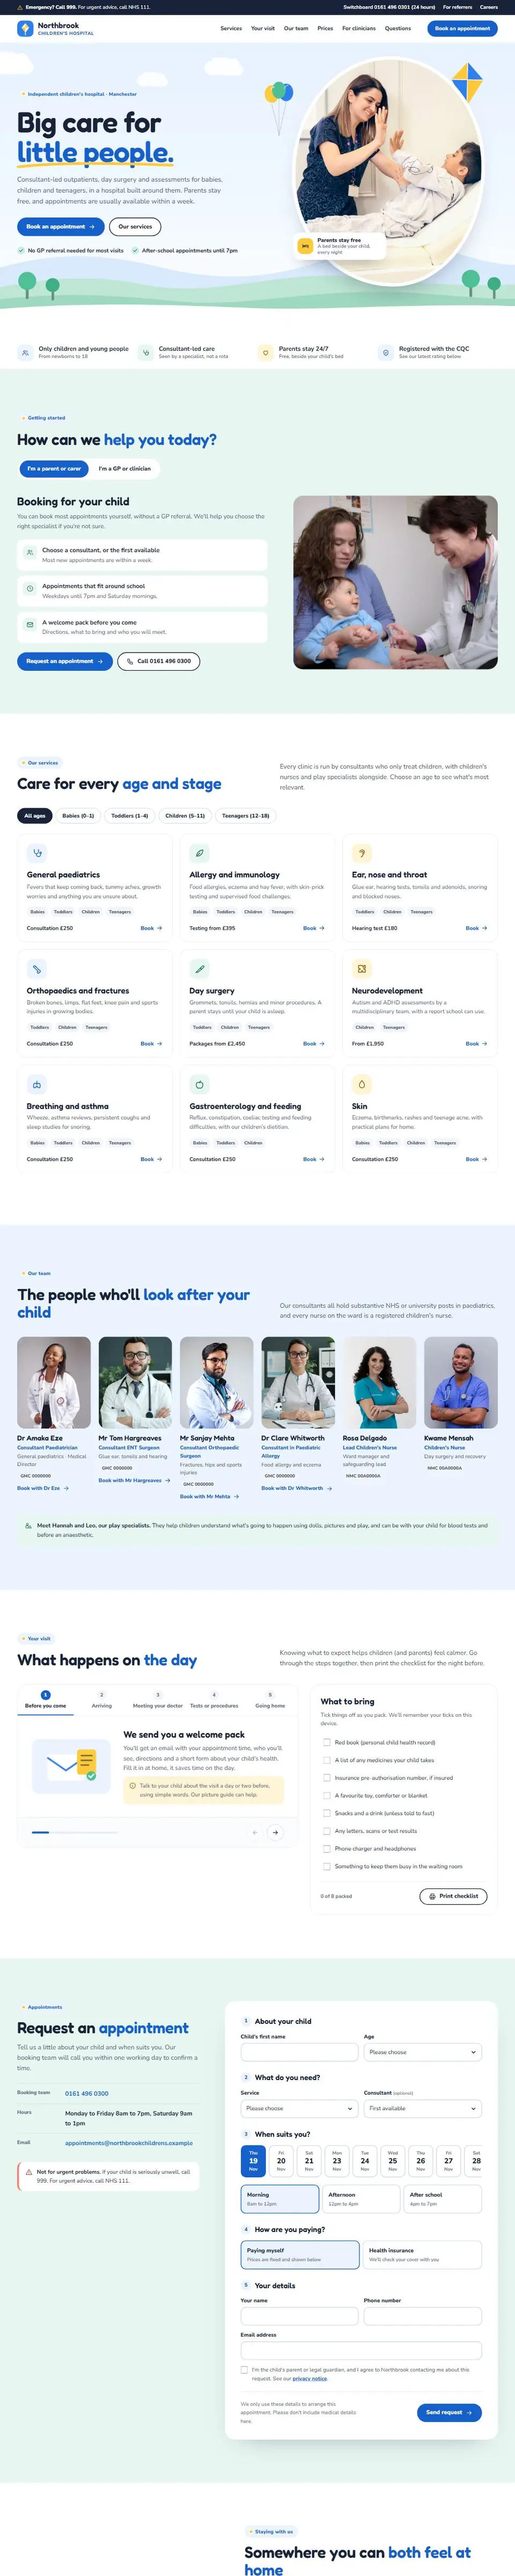 Emergency? Call 999. For urgent advice, call NHS 111.
Switchboard 0161 496 0301 (24 hours)
For referrers
Careers
Northbrook
CHILDREN'S HOSPITAL
Services
Your visit
Our team
Prices
For clinicians
Questions
Book an appointment
Independent children's hospital · Manchester
Big care for
little people.
Consultant-led outpatients, day surgery and assessments for babies,
children and teenagers, in a hospital built around them. Parents stay
free, and appointments are usually available within a week.
Book an appointment
Our services
No GP referral needed for most visits
After-school appointments until 7pm
Parents stay free
A bed beside your child,
every night
Only children and young people
From newborns to 18
Consultant-led care
Seen by a specialist, not a rota
Parents stay 24/7
Free, beside your child's bed
Registered with the CQC
See our latest rating below
Getting started
How can we help you today?
I'm a parent or carer
I'm a GP or clinician
Booking for your child
You can book most appointments yourself, without a GP referral. We'll help you choose the
right specialist if you're not sure.
Choose a consultant, or the first available
Most new appointments are within a week.
Appointments that fit around school
Weekdays until 7pm and Saturday mornings.
A welcome pack before you come
Directions, what to bring and who you will meet.
Request an appointment
Call 0161 496 0300
Our services
Care for every age and stage
Every clinic is run by consultants who only treat children, with children's
nurses and play specialists alongside. Choose an age to see what's most
relevant.
All ages
Babies (0–1)
Toddlers (1–4)
Children (5–11)
Teenagers (12–18)
General paediatrics
Fevers that keep coming back, tummy aches, growth
worries and anything you are unsure about.
Babies
Toddlers
Children
Teenagers
Consultation £250
Book
Allergy and immunology
Food allergies, eczema and hay fever, with skin-prick
testing and supervised food challenges.
Babies
Toddlers
Children
Teenagers
Testing from £395
Book
Ear, nose and throat
Glue ear, hearing tests, tonsils and adenoids, snoring
and blocked noses.
Toddlers
Children
Teenagers
Hearing test £180
Book
Orthopaedics and fractures
Broken bones, limps, flat feet, knee pain and sports
injuries in growing bodies.
Toddlers
Children
Teenagers
Consultation £250
Book
Day surgery
Grommets, tonsils, hernias and minor procedures. A
parent stays until your child is asleep.
Toddlers
Children
Teenagers
Packages from £2,450
Book
Neurodevelopment
Autism and ADHD assessments by a
multidisciplinary team, with a report school can use.
Children
Teenagers
From £1,950
Book
Breathing and asthma
Wheeze, asthma reviews, persistent coughs and
sleep studies for snoring.
Babies
Toddlers
Children
Teenagers
Consultation £250
Book
Gastroenterology and feeding
Reflux, constipation, coeliac testing and feeding
difficulties, with our children's dietitian.
Babies
Toddlers
Children
Consultation £250
Book
Skin
Eczema, birthmarks, rashes and teenage acne, with
practical plans for home.
Babies
Toddlers
Children
Teenagers
Consultation £250
Book
Our team
The people who'll look after your
child
Our consultants all hold substantive NHS or university posts in paediatrics,
and every nurse on the ward is a registered children's nurse.
Dr Amaka Eze
Consultant Paediatrician
General paediatrics · Medical
Director
GMC 0000000
Book with Dr Eze
Mr Tom Hargreaves
Consultant ENT Surgeon
Glue ear, tonsils and hearing
GMC 0000000
Book with Mr Hargreaves
Mr Sanjay Mehta
Consultant Orthopaedic
Surgeon
Fractures, hips and sports
injuries
GMC 0000000
Book with Mr Mehta
Dr Clare Whitworth
Consultant in Paediatric
Allergy
Food allergy and eczema
GMC 0000000
Book with Dr Whitworth
Rosa Delgado
Lead Children's Nurse
Ward manager and
safeguarding lead
NMC 00A0000A
Kwame Mensah
Children's Nurse
Day surgery and recovery
NMC 00A0000A
Meet Hannah and Leo, our play specialists. They help children understand what's going to happen using dolls, pictures and play, and can be with your child for blood tests and
before an anaesthetic.
Your visit
What happens on the day
Knowing what to expect helps children (and parents) feel calmer. Go
through the steps together, then print the checklist for the night before.
1
Before you come
2
Arriving
3
Meeting your doctor
4
Tests or procedures
5
Going home
We send you a welcome pack
You'll get an email with your appointment time, who you'll
see, directions and a short form about your child's health.
Fill it in at home, it saves time on the day.
Talk to your child about the visit a day or two before,
using simple words. Our picture guide can help.
What to bring
Tick things off as you pack. We'll remember your ticks on this
device.
Red book (personal child health record)
A list of any medicines your child takes
Insurance pre-authorisation number, if insured
A favourite toy, comforter or blanket
Snacks and a drink (unless told to fast)
Any letters, scans or test results
Phone charger and headphones
Something to keep them busy in the waiting room
0 of 8 packed
Print checklist
Appointments
Request an appointment
Tell us a little about your child and when suits you. Our
booking team will call you within one working day to confirm a
time.
Booking team
0161 496 0300
Hours
Monday to Friday 8am to 7pm, Saturday 9am
to 1pm
Email
appointments@northbrookchildrens.example
Not for urgent problems. If your child is seriously unwell, call
999. For urgent advice, call NHS 111.
1
About your child
Child's first name
Age
Please choose
2
What do you need?
Service
Consultant (optional)
Please choose
First available
3
When suits you?
Thu
19
Nov
Fri
20
Nov
Sat
21
Nov
Mon
23
Nov
Tue
24
Nov
Wed
25
Nov
Thu
26
Nov
Fri
27
Nov
Sat
28
Nov
Morning
8am to 12pm
Afternoon
12pm to 4pm
After school
4pm to 7pm
4
How are you paying?
Paying myself
Prices are fixed and shown below
Health insurance
We'll check your cover with you
5
Your details
Your name
Phone number
Email address
I'm the child's parent or legal guardian, and I agree to Northbrook contacting me about this
request. See our privacy notice.
We only use these details to arrange this
appointment. Please don't include medical details
here.
Send request
Staying with us
Somewhere you can both feel at
home